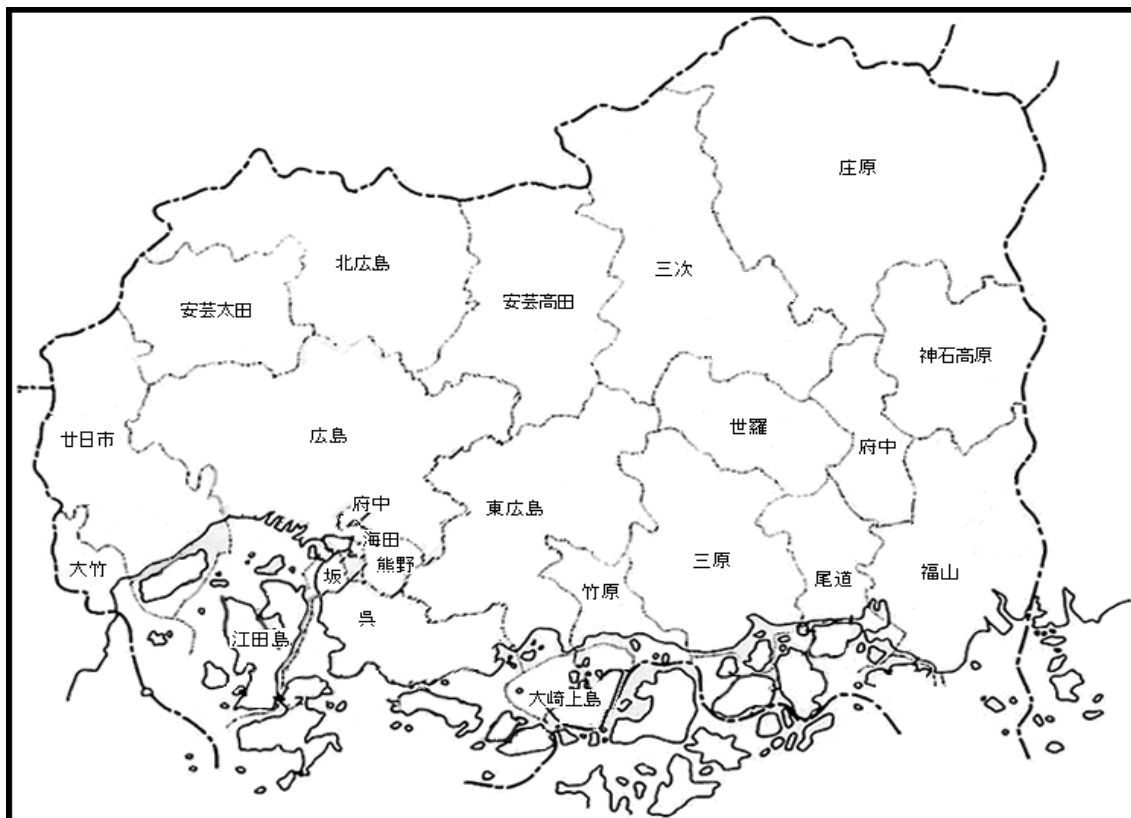 庄原
北広島
三次
安芸太田
安芸高田
神石高原
廿日市
広島
世羅
府中
府中
東広島
海田
大竹
坂
熊野
三原
尾道
福山
竹原
呉
江田島
大崎上島